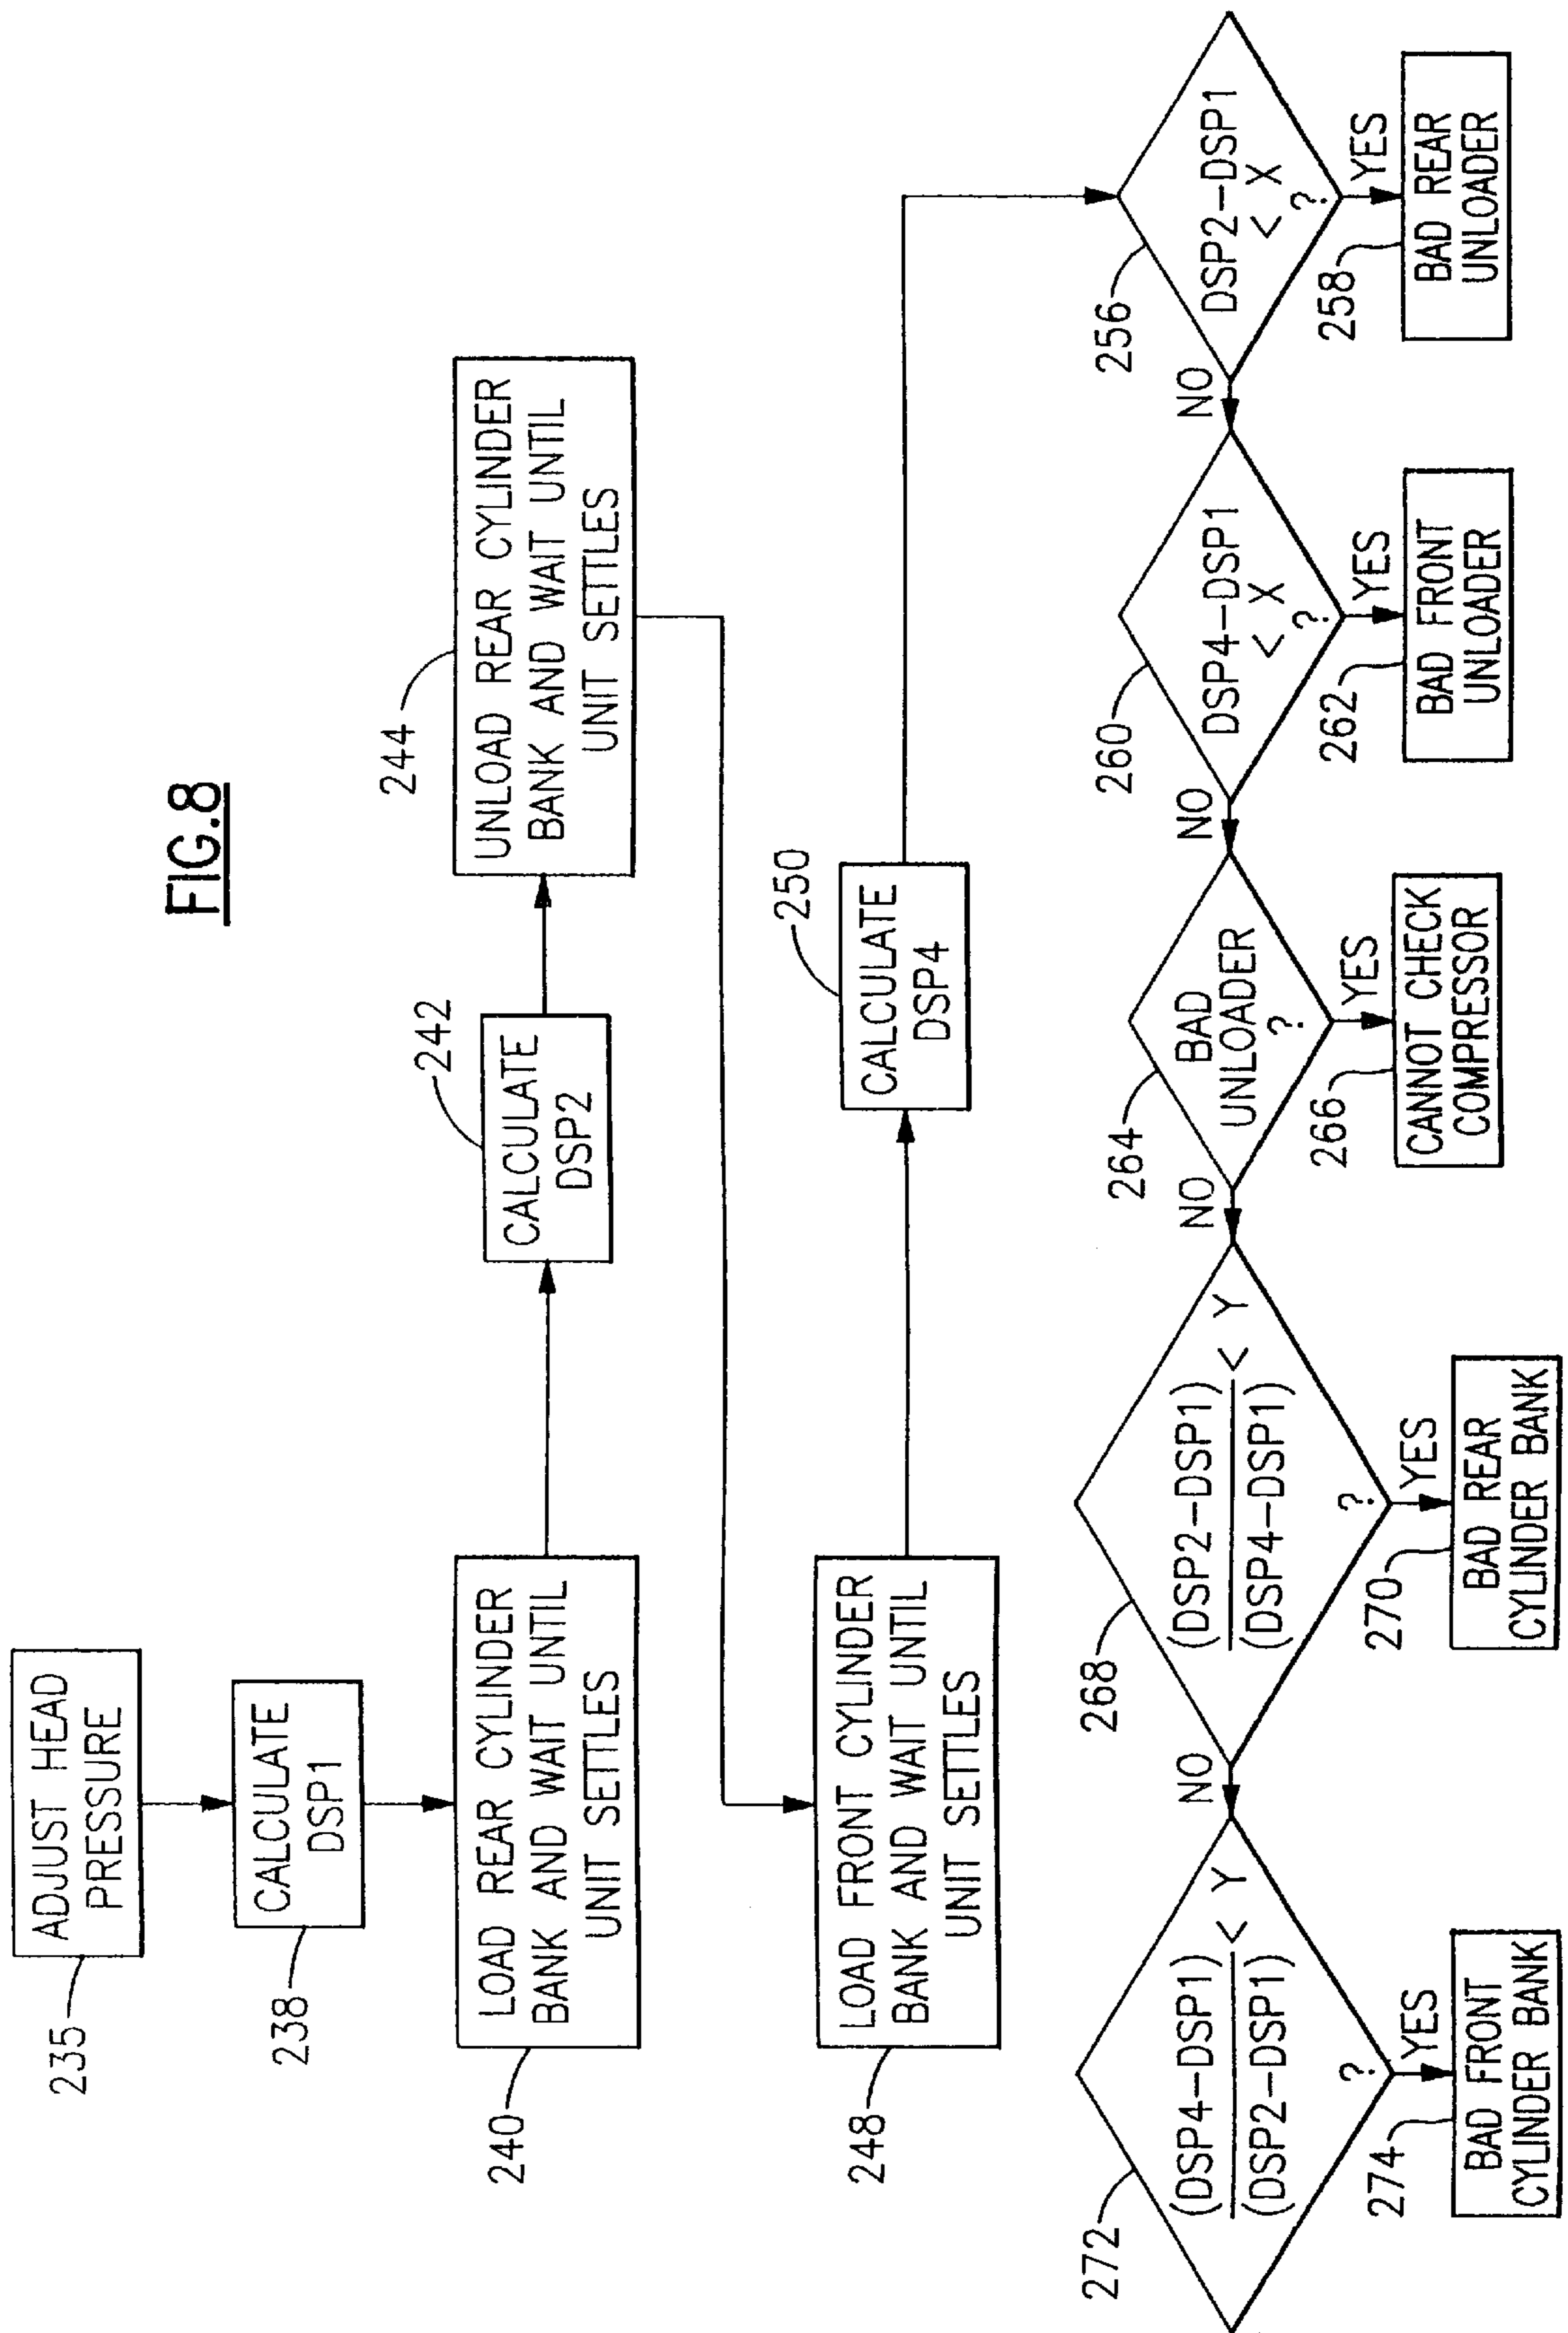 FIG.8
235
ADJUST HEAD
PRESSURE
238
CALCULATE
DSP1
240
LOAD REAR CYLINDER
BANK AND WAIT UNTIL
UNIT SETTLES
242
CALCULATE
DSP2
244
UNLOAD REAR CYLINDER
BANK AND WAIT UNTIL
UNIT SETTLES
248
LOAD FRONT CYLINDER
BANK AND WAIT UNTIL
UNIT SETTLES
250
CALCULATE
DSP4
256
DSP2-DSP1
< X
?
YES
258
BAD REAR
UNLOADER
NO
260
DSP4-DSP1
< X
?
YES
262
BAD FRONT
UNLOADER
NO
264
BAD
UNLOADER
?
YES
266
CANNOT CHECK
COMPRESSOR
NO
268
(DSP2-DSP1)
(DSP4-DSP1)
< Y
?
YES
270
BAD REAR
CYLINDER BANK
NO
272
(DSP4-DSP1)
(DSP2-DSP1)
< Y
?
YES
274
BAD FRONT
CYLINDER BANK